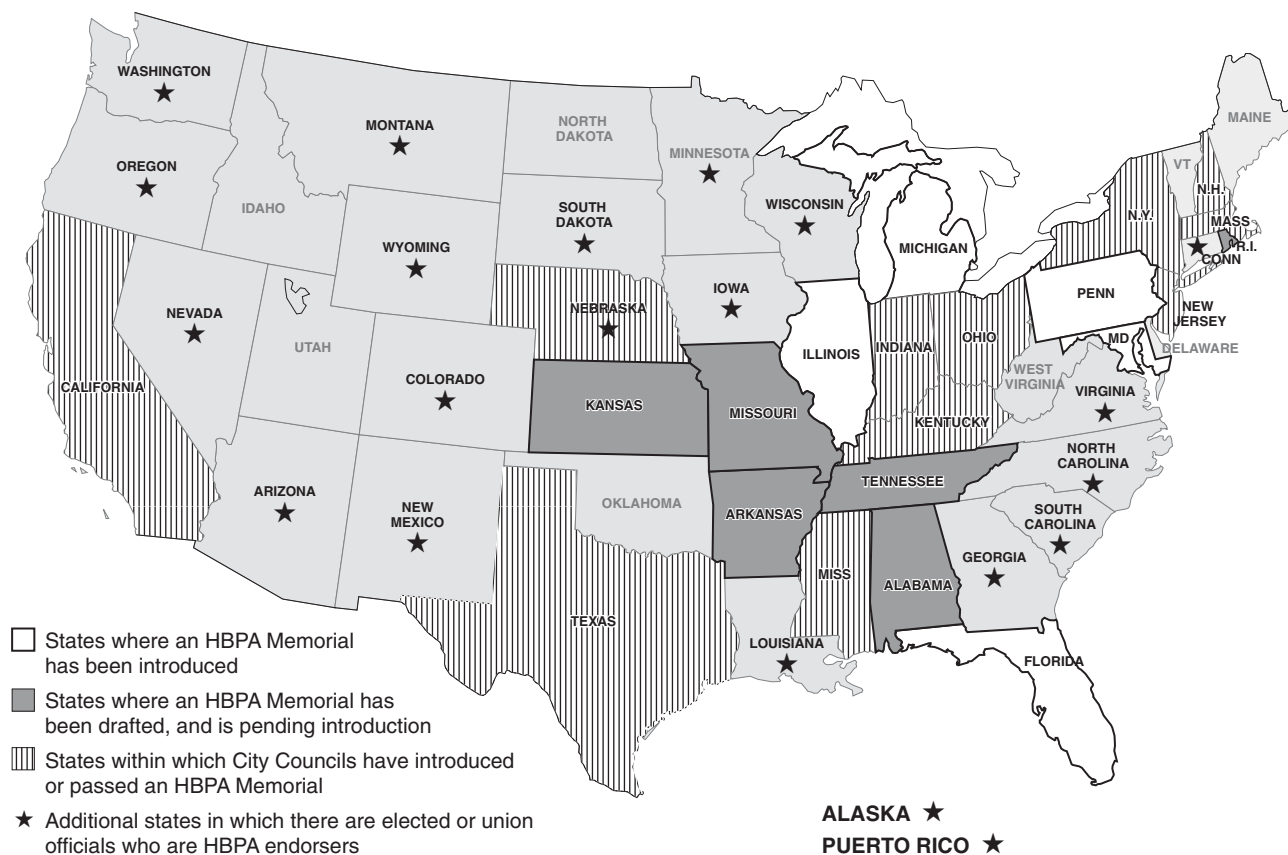 WASHINGTON
MONTANA
NORTH
DAKOTA
MINNESOTA
MAINE
VT
OREGON
IDAHO
SOUTH
DAKOTA
WISCONSIN
N.H.
N.Y.
MASS
R.I.
CONN
WYOMING
MICHIGAN
NEBRASKA
IOWA
PENN
NEVADA
NEW
JERSEY
UTAH
ILLINOIS
INDIANA
OHIO
MD
DELAWARE
CALIFORNIA
COLORADO
KANSAS
MISSOURI
WEST
VIRGINIA
VIRGINIA
KENTUCKY
NORTH
CAROLINA
ARIZONA
NEW
MEXICO
OKLAHOMA
ARKANSAS
TENNESSEE
SOUTH
CAROLINA
GEORGIA
TEXAS
MISS
ALABAMA
LOUISIANA
FLORIDA
States where an HBPA Memorial
has been introduced
States where an HBPA Memorial has
been drafted, and is pending introduction
States within which City Councils have introduced
or passed an HBPA Memorial
Additional states in which there are elected or union
officials who are HBPA endorsers
ALASKA
PUERTO RICO